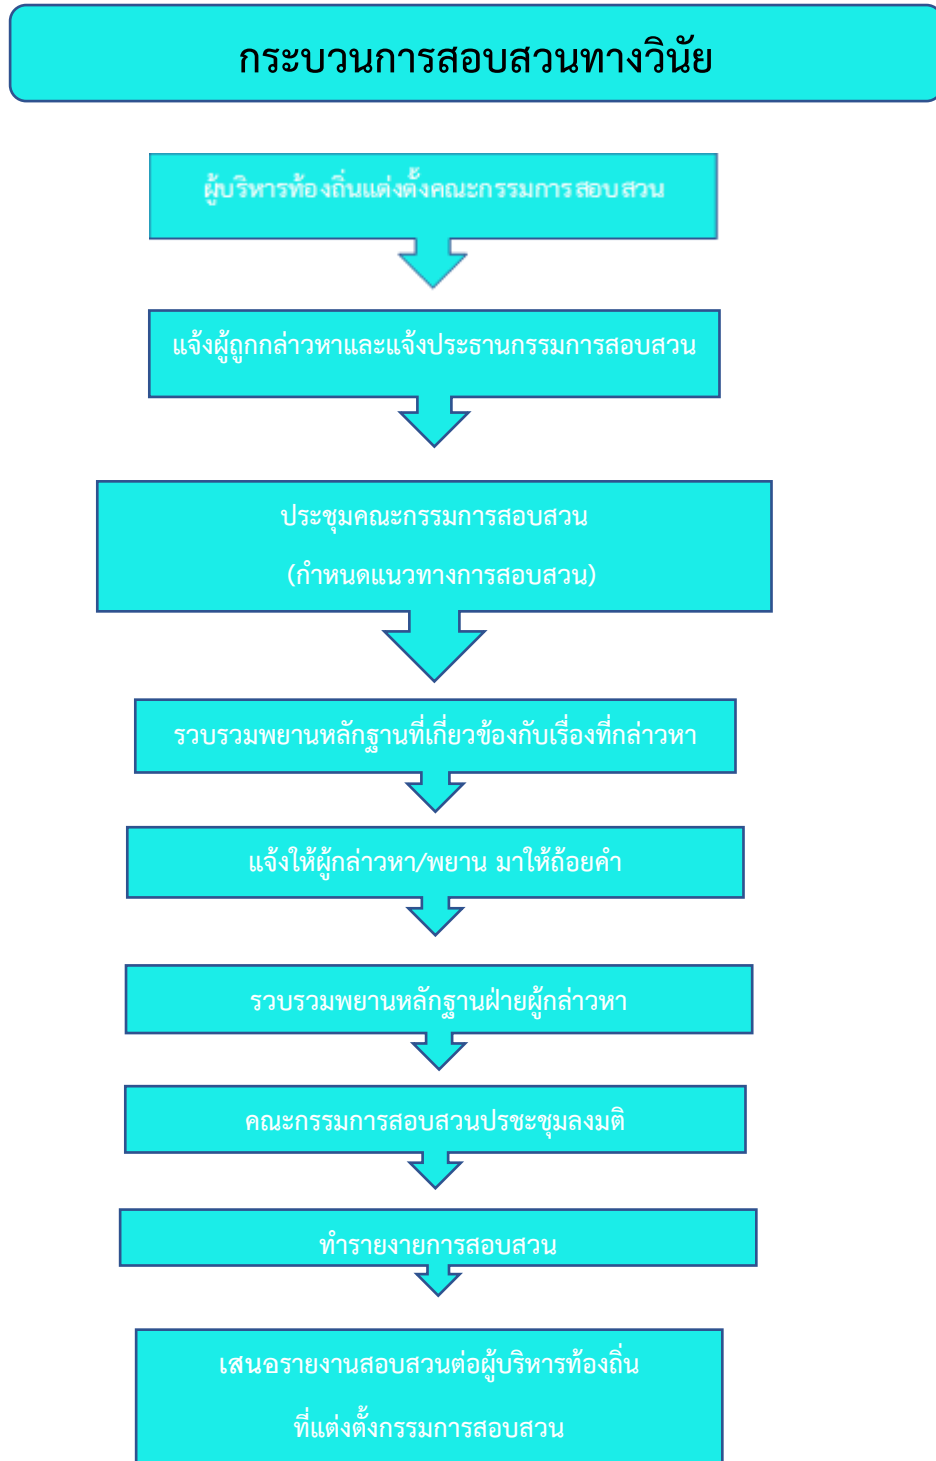 กระบวนการสอบสวนทางวินัย
ผู้บริหารท้องถิ่นแต่งตั้งคณะกรรมการสอบสวน
แจ้งผู้ถูกกล่าวหาและแจ้งประธานกรรมการสอบสวน
ประชุมคณะกรรมการสอบสวน
(กำหนดแนวทางการสอบสวน)
รวบรวมพยานหลักฐานที่เกี่ยวข้องกับเรื่องที่กล่าวหา
แจ้งให้ผู้กล่าวหา/พยาน มาให้ถ้อยคำ
รวบรวมพยานหลักฐานฝ่ายผู้กล่าวหา
คณะกรรมการสอบสวนประชะชุมลงมติ
ทำรายงายการสอบสวน
เสนอรายงานสอบสวนต่อผู้บริหารท้องถิ่น
ที่แต่งตั้งกรรมการสอบสวน